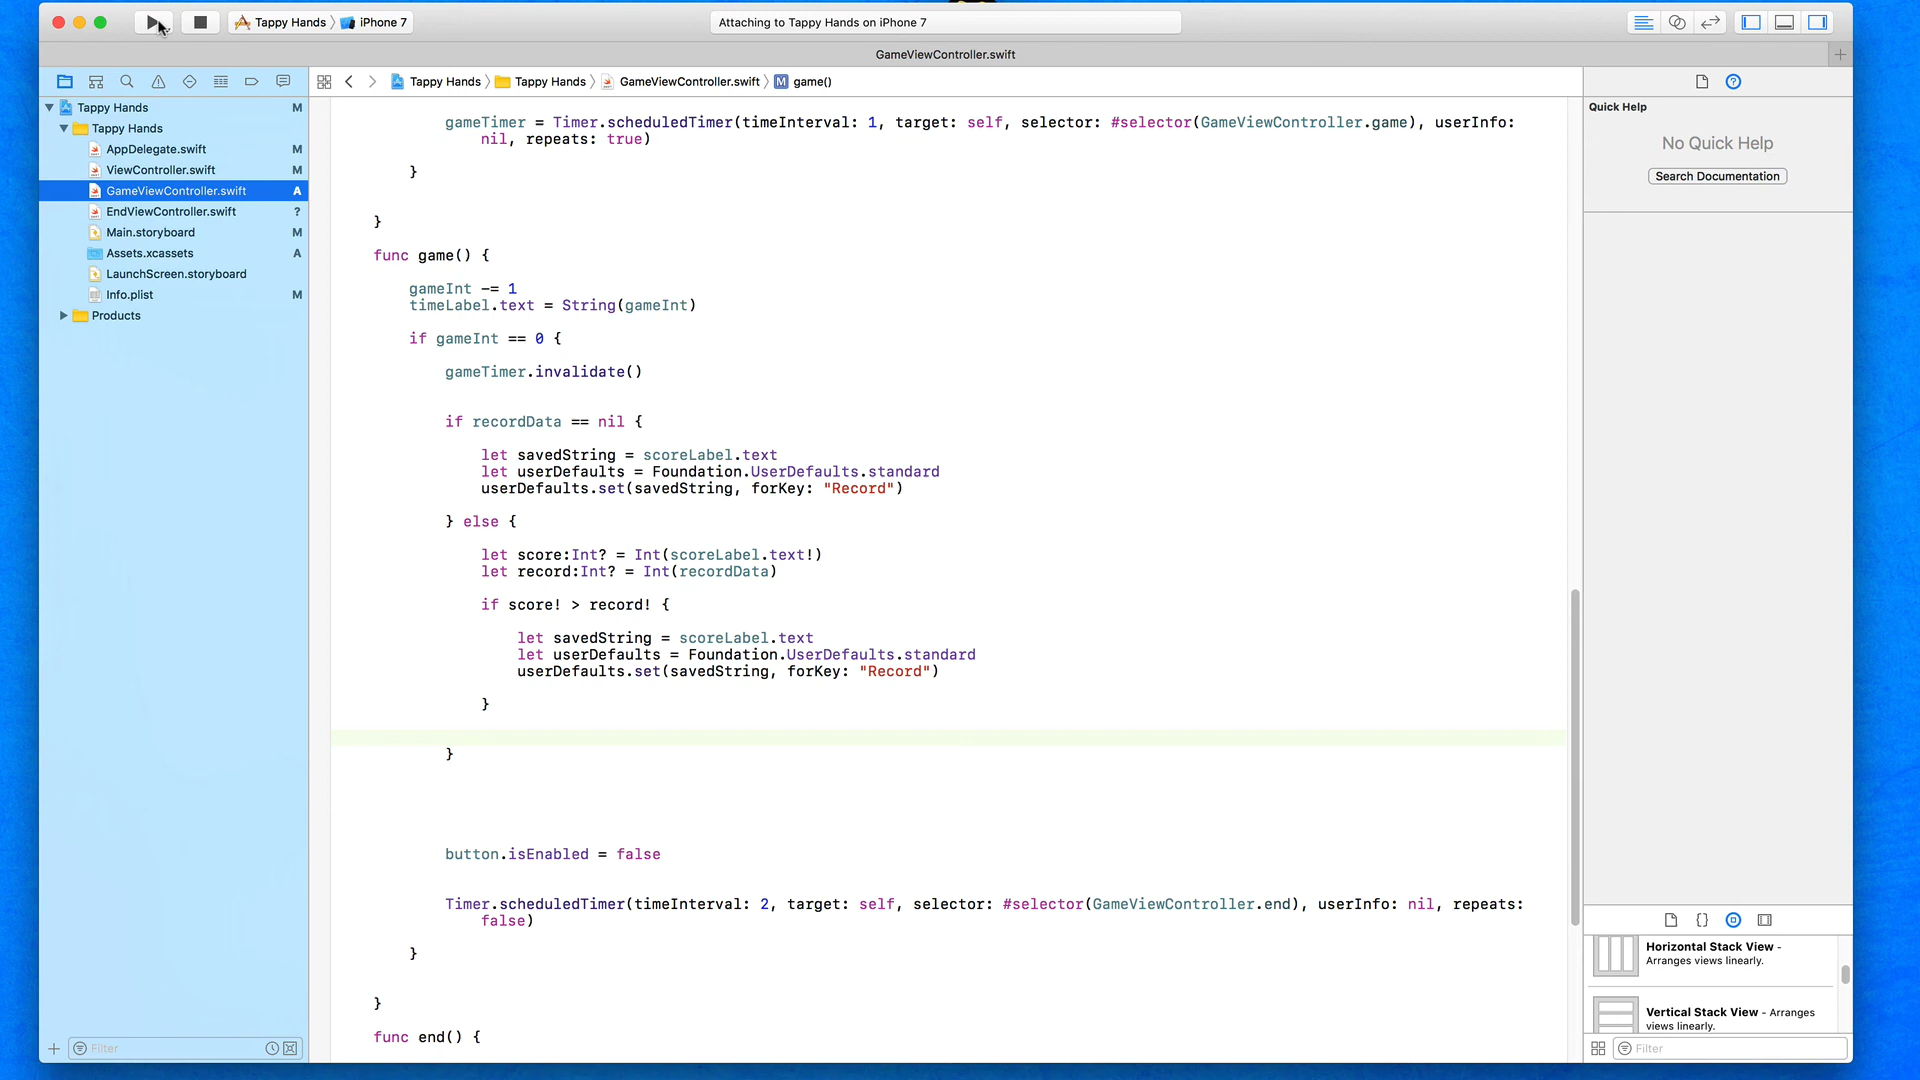 Tappy Hands 〉 iPhone 7
Attaching to Tappy Hands on iPhone 7
GameViewController.swift
Tappy Hands 〉 Tappy Hands 〉 GameViewController.swift 〉 M game()
Tappy Hands M
Tappy Hands
AppDelegate.swift M
ViewController.swift M
GameViewController.swift A
EndViewController.swift ?
Main.storyboard M
Assets.xcassets A
LaunchScreen.storyboard
Info.plist M
Products
Filter
gameTimer = Timer.scheduledTimer(timeInterval: 1, target: self, selector: #selector(GameViewController.game), userInfo:
nil, repeats: true)
}
}
func game() {
gameInt -= 1
timeLabel.text = String(gameInt)
if gameInt == 0 {
gameTimer.invalidate()
if recordData == nil {
let savedString = scoreLabel.text
let userDefaults = Foundation.UserDefaults.standard
userDefaults.set(savedString, forKey: "Record")
} else {
let score:Int? = Int(scoreLabel.text!)
let record:Int? = Int(recordData)
if score! > record! {
let savedString = scoreLabel.text
let userDefaults = Foundation.UserDefaults.standard
userDefaults.set(savedString, forKey: "Record")
}
}
button.isEnabled = false
Timer.scheduledTimer(timeInterval: 2, target: self, selector: #selector(GameViewController.end), userInfo: nil, repeats:
false)
}
}
func end() {
Quick Help
No Quick Help
Search Documentation
Horizontal Stack View -
Arranges views linearly.
Vertical Stack View - Arranges
views linearly.
Filter